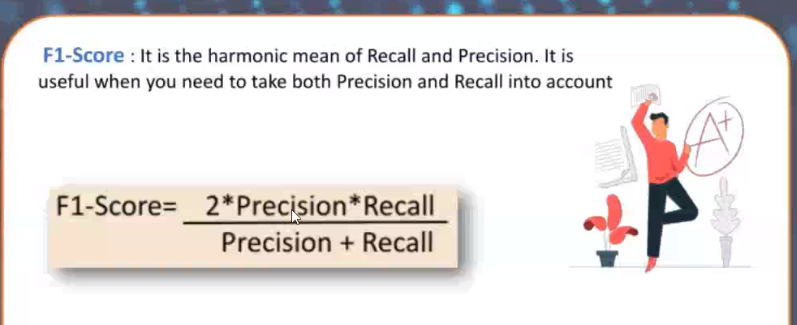 F1-Score : It is the harmonic mean of Recall and Precision. It is
useful when you need to take both Precision and Recall into account
A+
F1-Score= 2*Precision*Recall
Precision + Recall